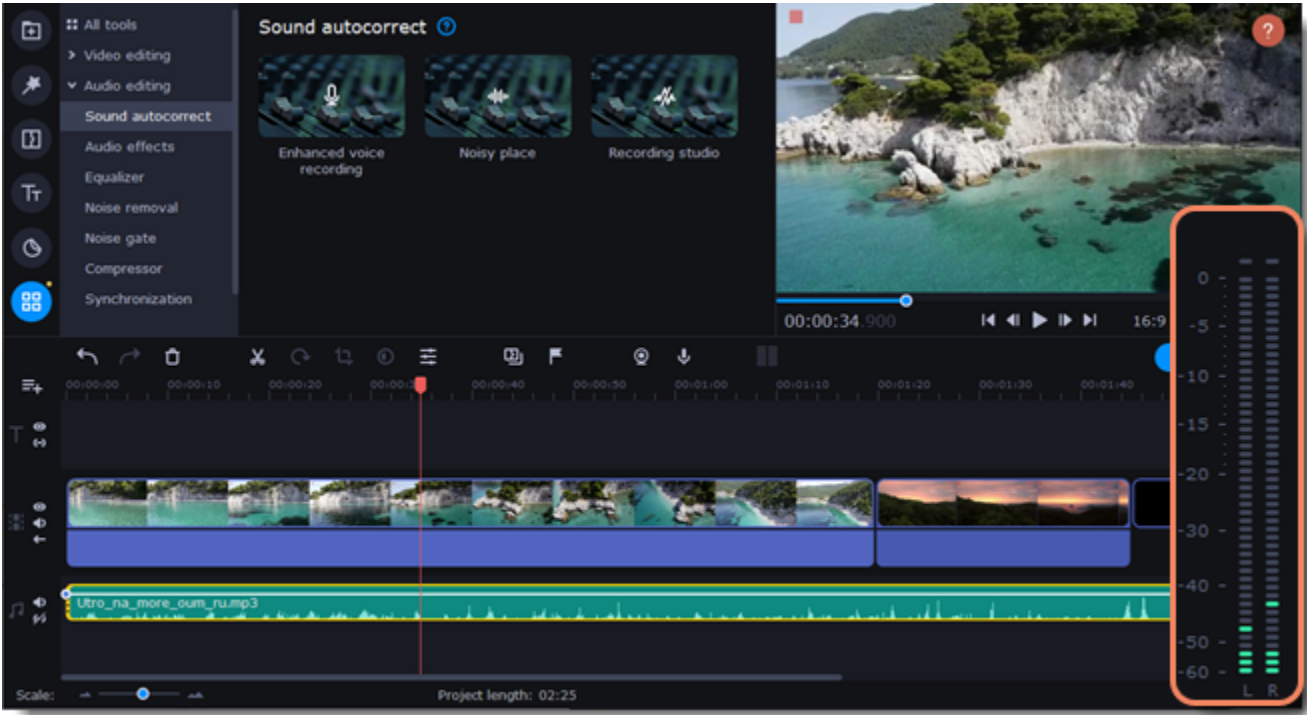 All tools
Video editing
Audio editing
Sound autocorrect
Audio effects
Equalizer
Noise removal
Noise gate
Compressor
Synchronization
Sound autocorrect ?
Enhanced voice
recording
Noisy place
Recording studio
?
00:00:34.900
16:9
Tт
00:00:00 00:00:10 00:00:20 00:00:40 00:00:50 00:01:00 00:01:10 00:01:20 00:01:30 00:01:40
T
Utro_na_more_oum_ru.mp3
Scale:
Project length: 02:25
0
-5
-10
-15
-20
-30
-40
-50
-60
L R